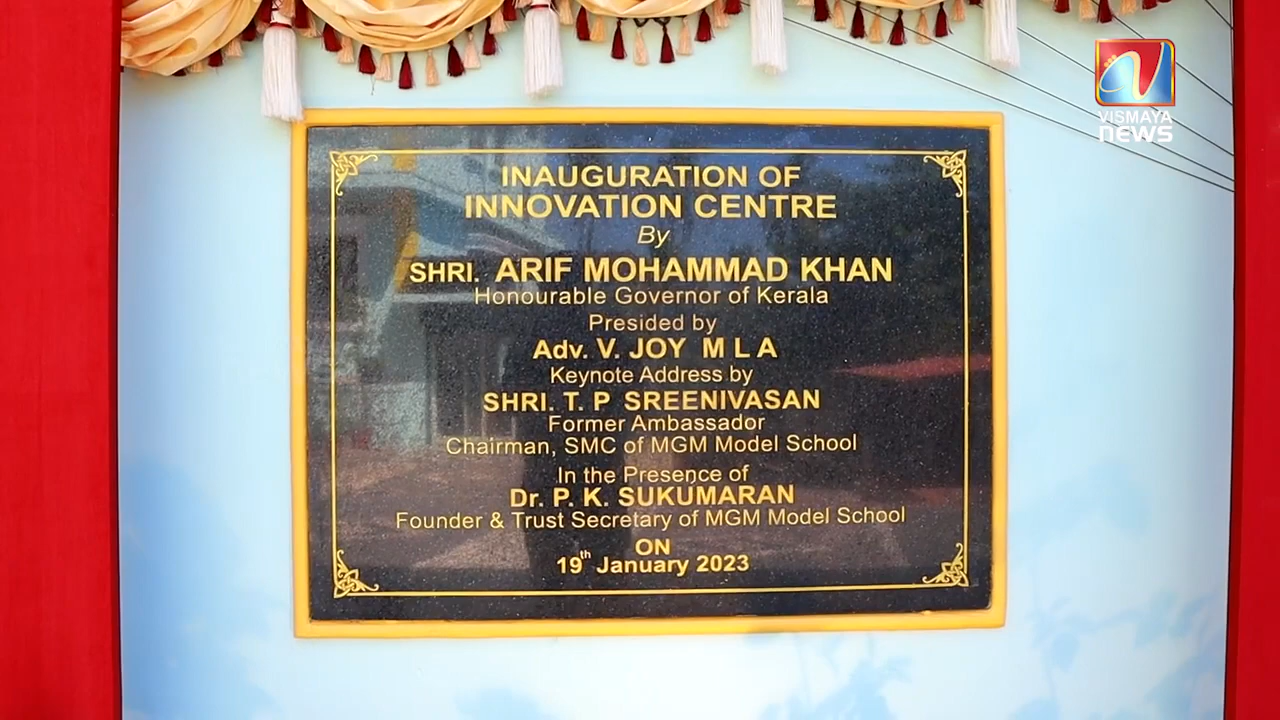 VISMAYA
NEWS
INAUGURATION OF
INNOVATION CENTRE
By
SHRI. ARIF MOHAMMAD KHAN
Honourable Governor of Kerala
Presided by
Adv. V. JOY M L A
Keynote Address by
SHRI. T. P SREENIVASAN
Former Ambassador
Chairman, SMC of MGM Model School
In the Presence of
Dr. P. K. SUKUMARAN
Founder & Trust Secretary of MGM Model School
ON
19th January 2023